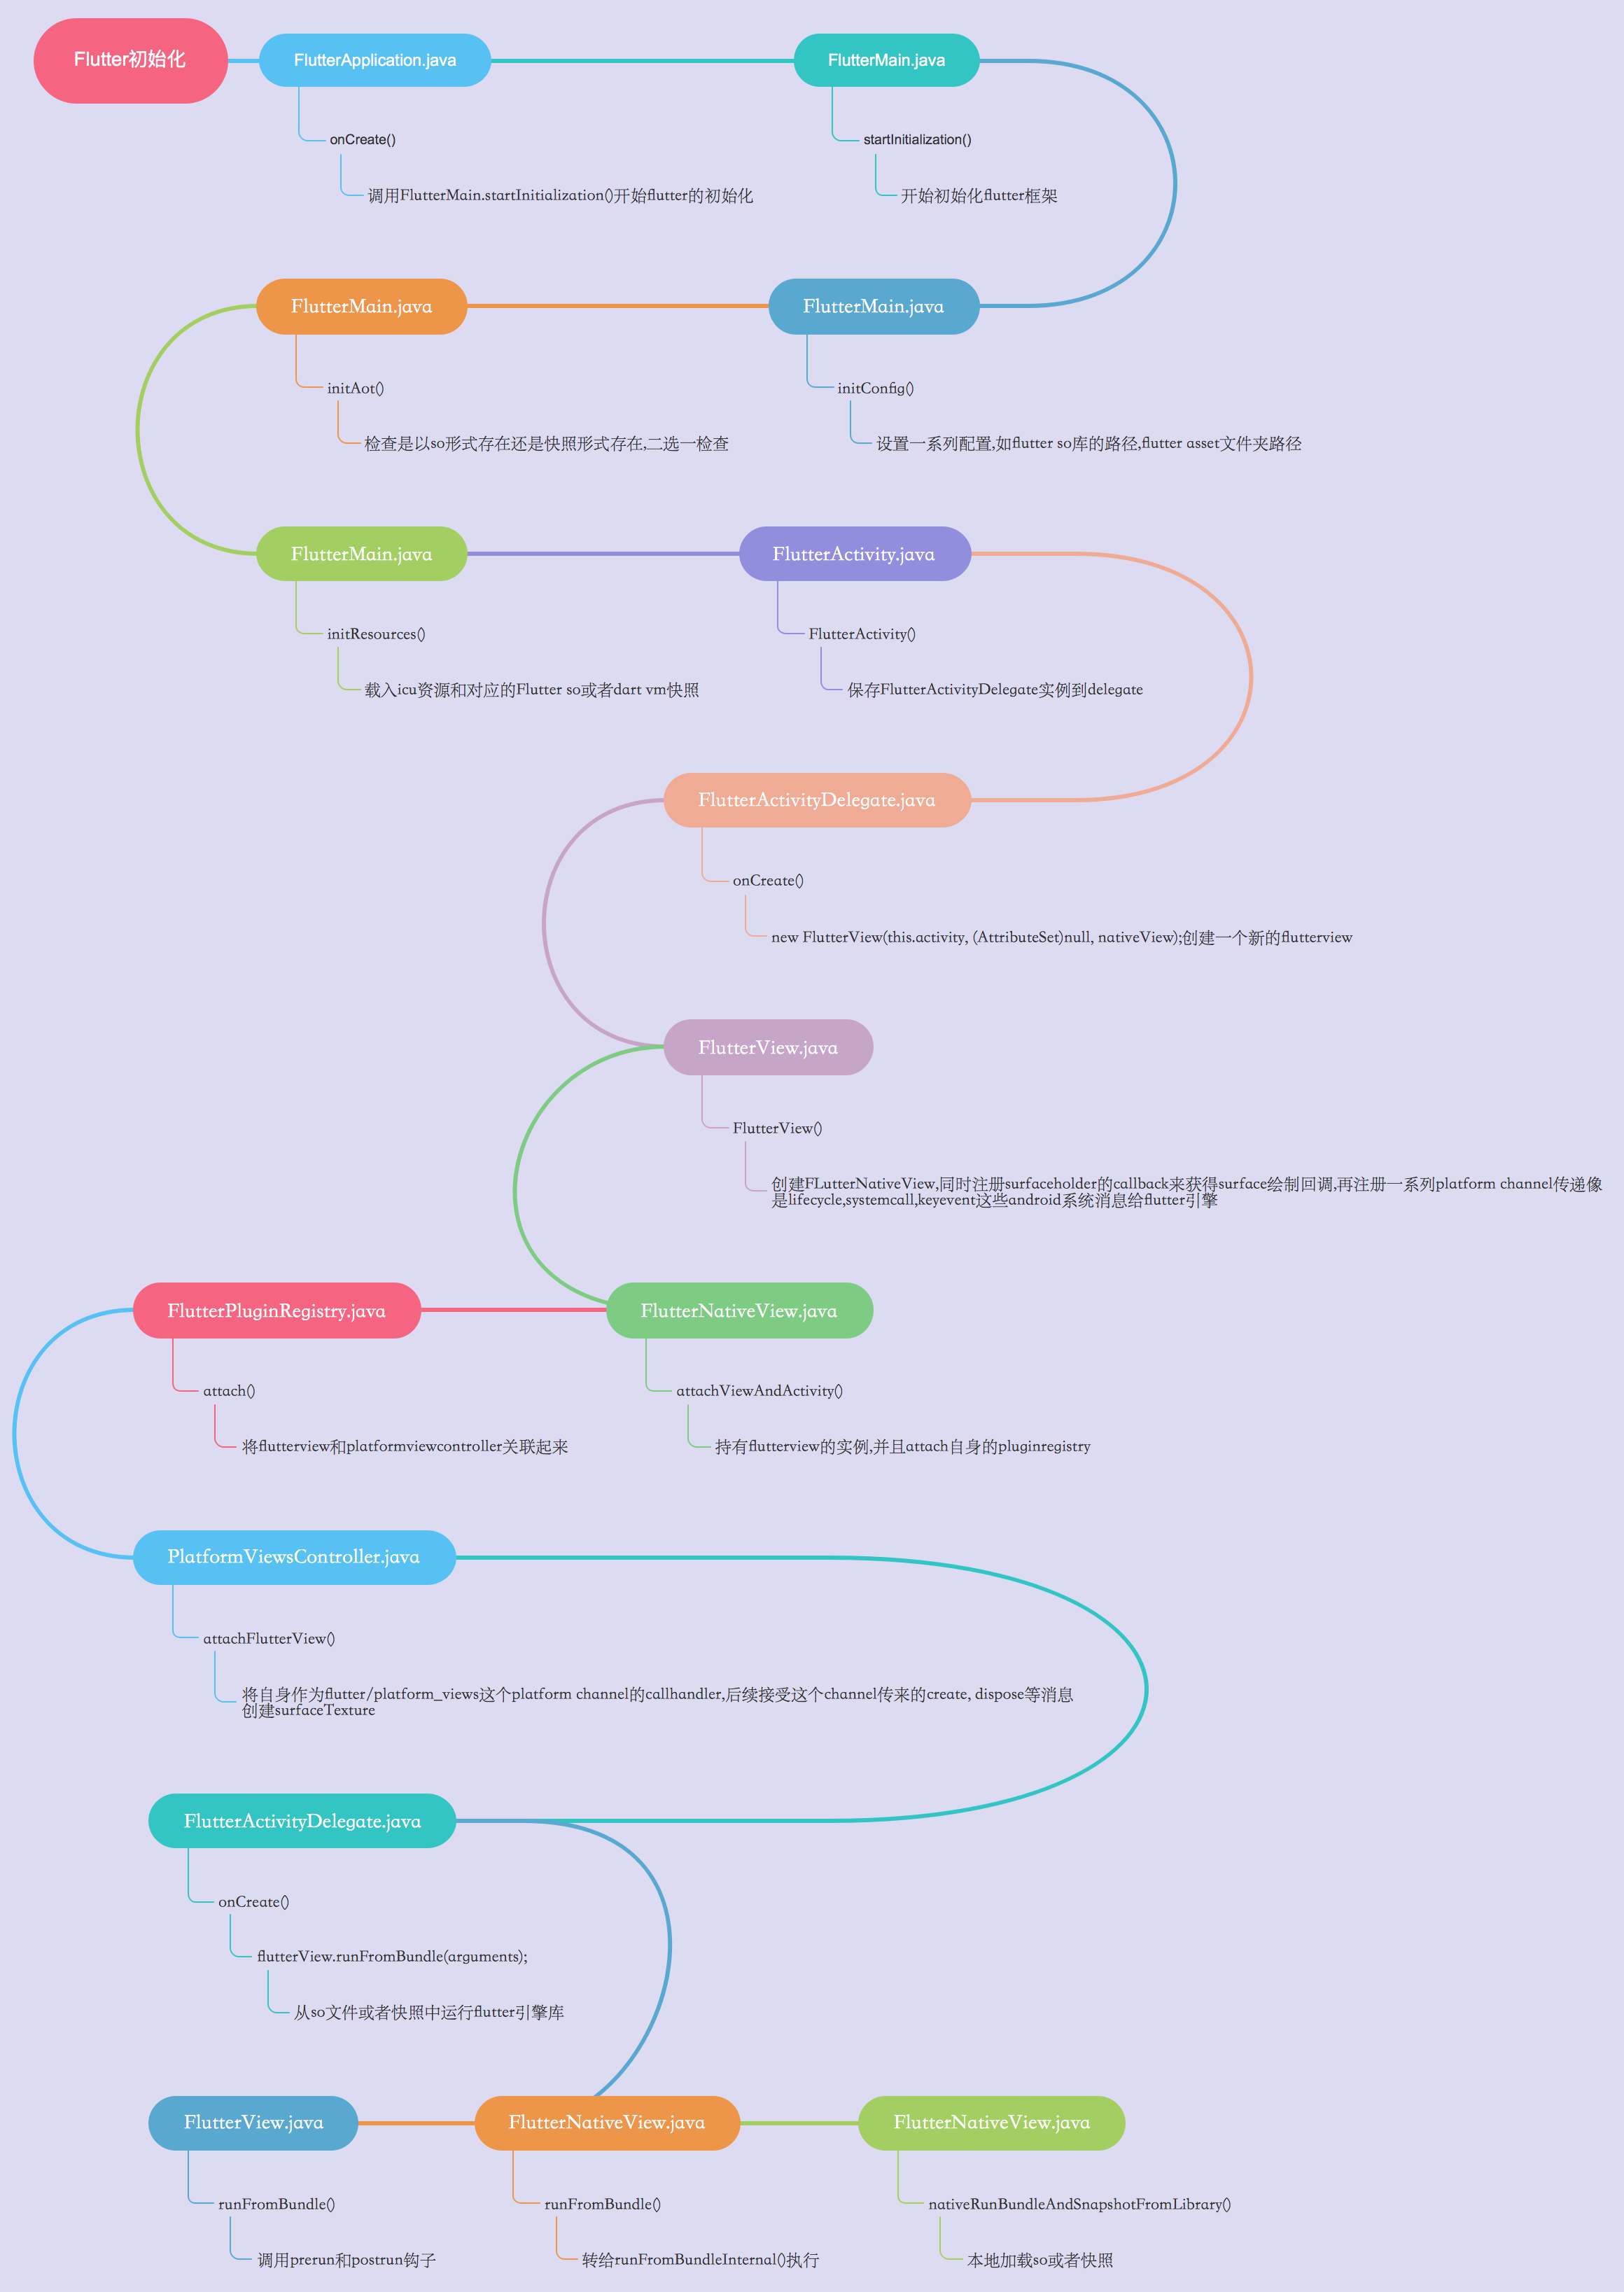 Flutter初始化
FlutterApplication.java
onCreate()
调用FlutterMain.startInitialization()开始flutter的初始化
FlutterMain.java
startInitialization()
开始初始化flutter框架
FlutterMain.java
initConfig()
设置一系列配置,如flutter so库的路径,flutter asset文件夹路径
FlutterMain.java
initAot()
检查是以so形式存在还是快照形式存在,二选一检查
FlutterMain.java
initResources()
载入icu资源和对应的Flutter so或者dart vm快照
FlutterActivity.java
FlutterActivity()
保存FlutterActivityDelegate实例到delegate
FlutterActivityDelegate.java
onCreate()
new FlutterView(this.activity, (AttributeSet)null, nativeView);创建一个新的flutterview
FlutterView.java
FlutterView()
创建FLutterNativeView,同时注册surfaceholder的callback来获得surface绘制回调,再注册一系列platform channel传递像
是lifecycle,systemcall,keyevent这些android系统消息给flutter引擎
FlutterNativeView.java
attachViewAndActivity()
持有flutterview的实例,并且attach自身的pluginregistry
FlutterPluginRegistry.java
attach()
将flutterview和platformviewcontroller关联起来
PlatformViewsController.java
attachFlutterView()
将自身作为flutter/platform_views这个platform channel的callhandler,后续接受这个channel传来的create, dispose等消息
创建surfaceTexture
FlutterActivityDelegate.java
onCreate()
flutterView.runFromBundle(arguments);
从so文件或者快照中运行flutter引擎库
FlutterView.java
runFromBundle()
调用prerun和postrun钩子
FlutterNativeView.java
runFromBundle()
转给runFromBundleInternal()执行
FlutterNativeView.java
nativeRunBundleAndSnapshotFromLibrary()
本地加载so或者快照